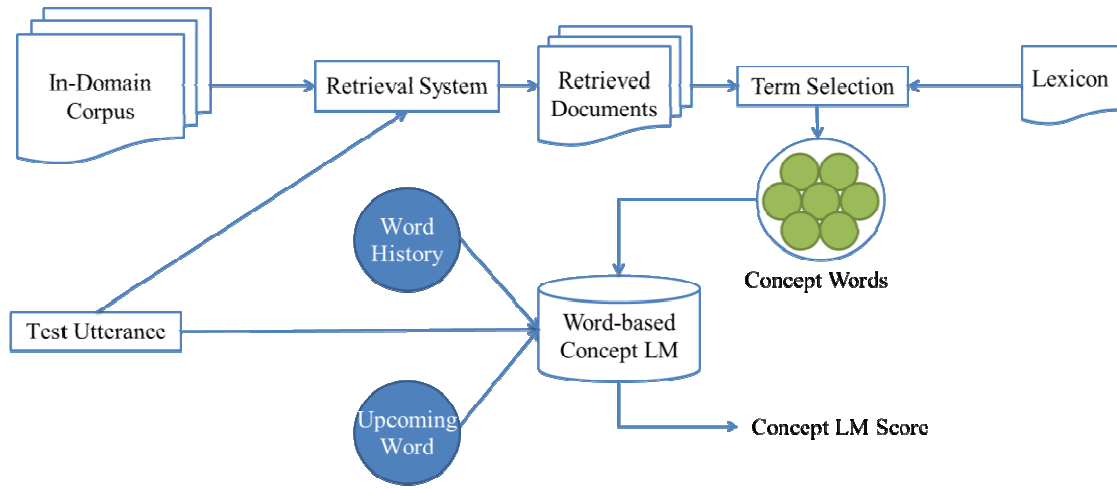 In-Domain
Corpus
Retrieval System
Retrieved
Documents
Term Selection
Lexicon
Word
History
Concept Words
Test Utterance
Word-based
Concept LM
Upcoming
Word
Concept LM Score